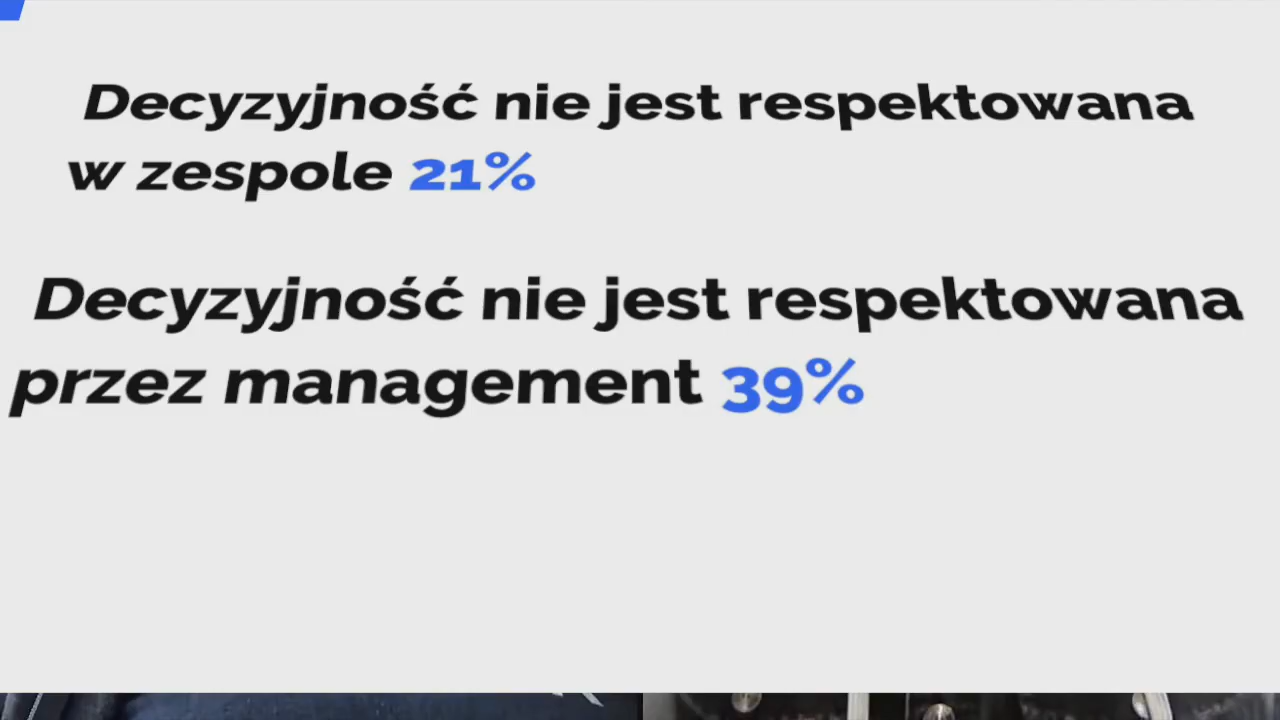 Decyzyjność nie jest respektowana
w zespole 21%
Decyzyjność nie jest respektowana
przez management 39%